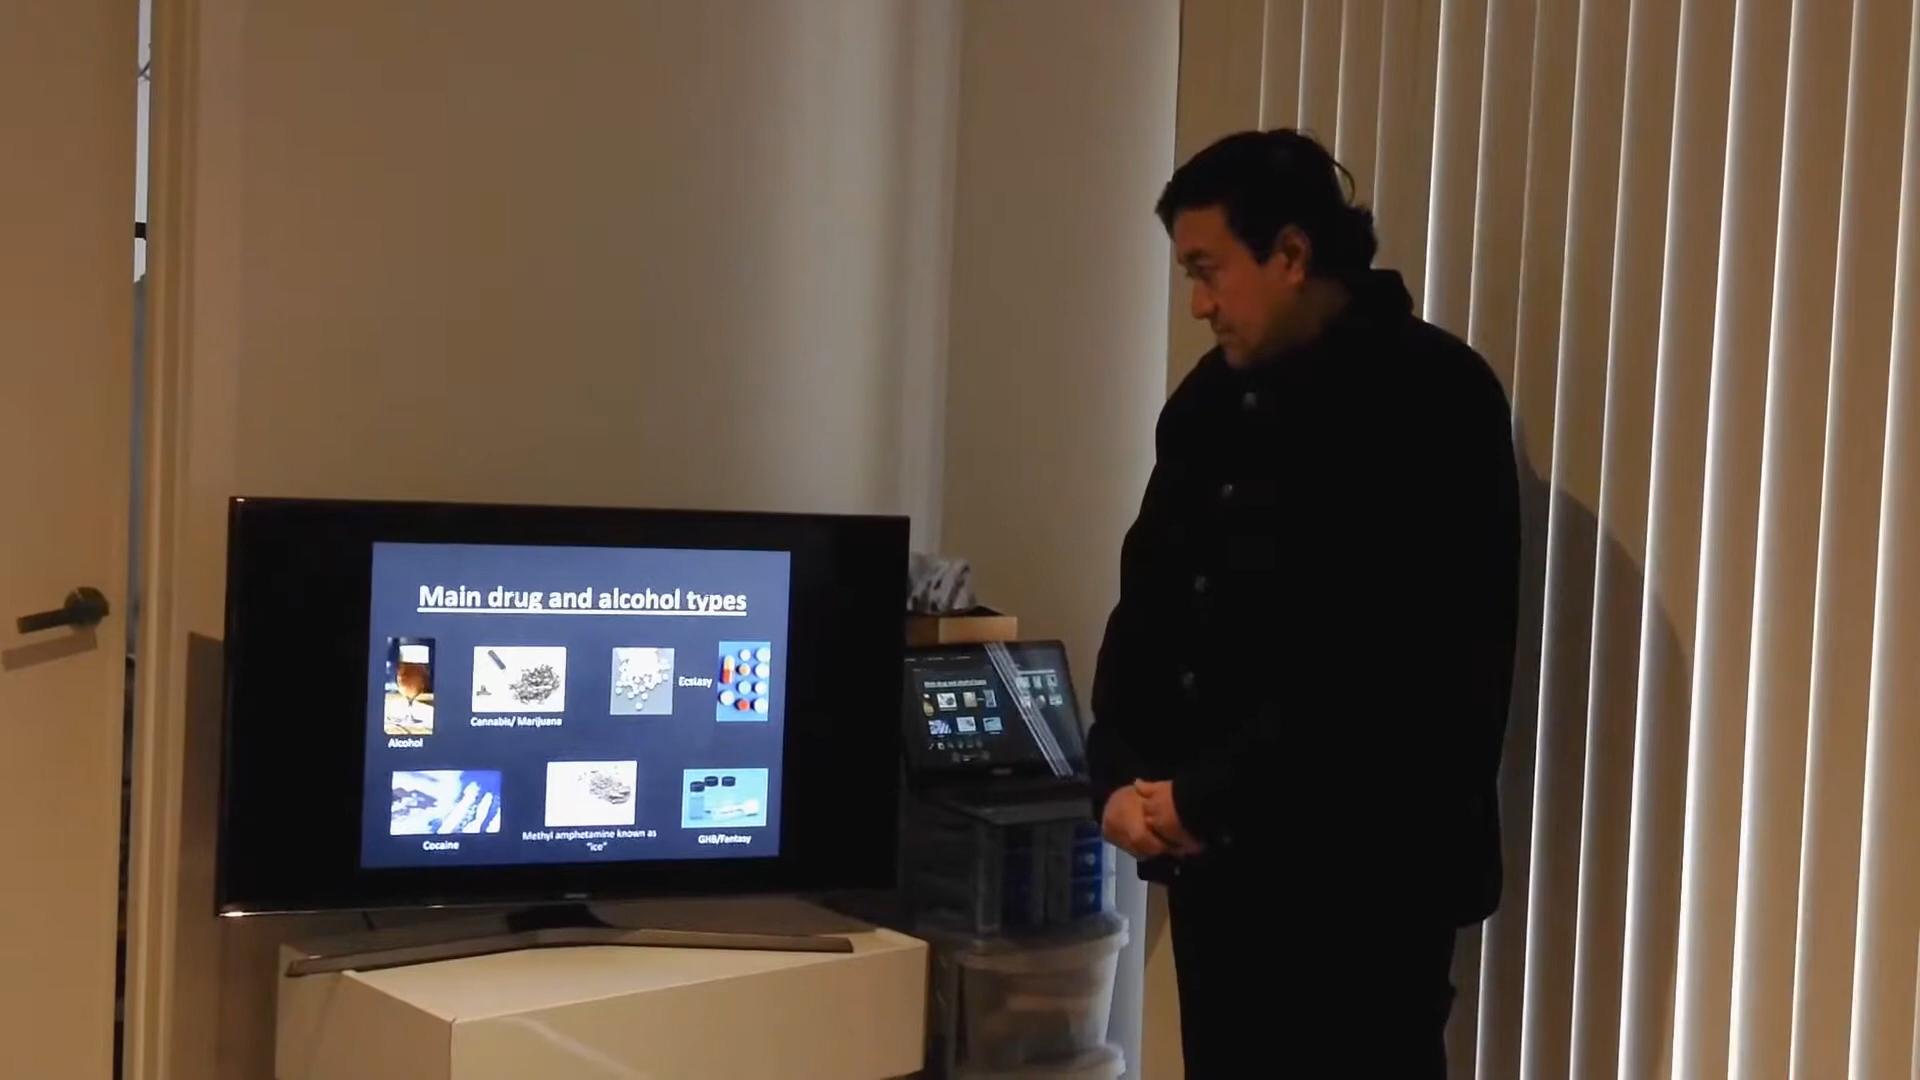 Main drug and alcohol types
Ecstasy
Cannabis/ Marijuana
Alcohol
Methyl amphetamine known as
"ice"
Cocaine
GHB/Fantasy